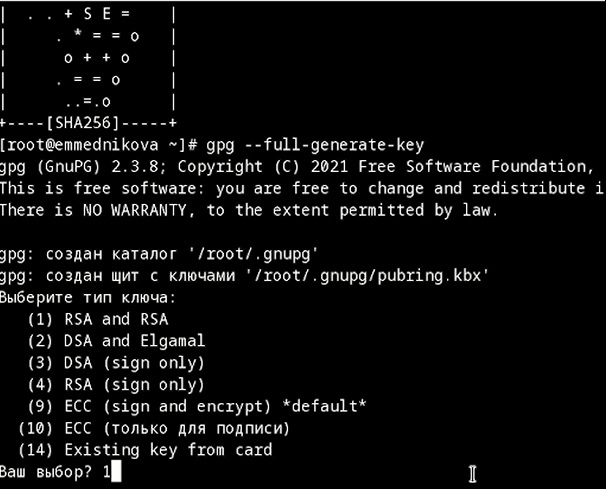 |  . . + S E =    |
|     . * = = o   |
|      o + + o    |
|     . = = o     |
|      ..=.o      |
+----[SHA256]-----+
[root@emmednikova ~]# gpg --full-generate-key
gpg (GnuPG) 2.3.8; Copyright (C) 2021 Free Software Foundation,
This is free software: you are free to change and redistribute i
There is NO WARRANTY, to the extent permitted by law.
gpg: создан каталог '/root/.gnupg'
gpg: создан щит с ключами '/root/.gnupg/pubring.kbx'
Выберите тип ключа:
   (1) RSA and RSA
   (2) DSA and Elgamal
   (3) DSA (sign only)
   (4) RSA (sign only)
   (9) ECC (sign and encrypt) *default*
  (10) ECC (только для подписи)
  (14) Existing key from card
Ваш выбор? 1